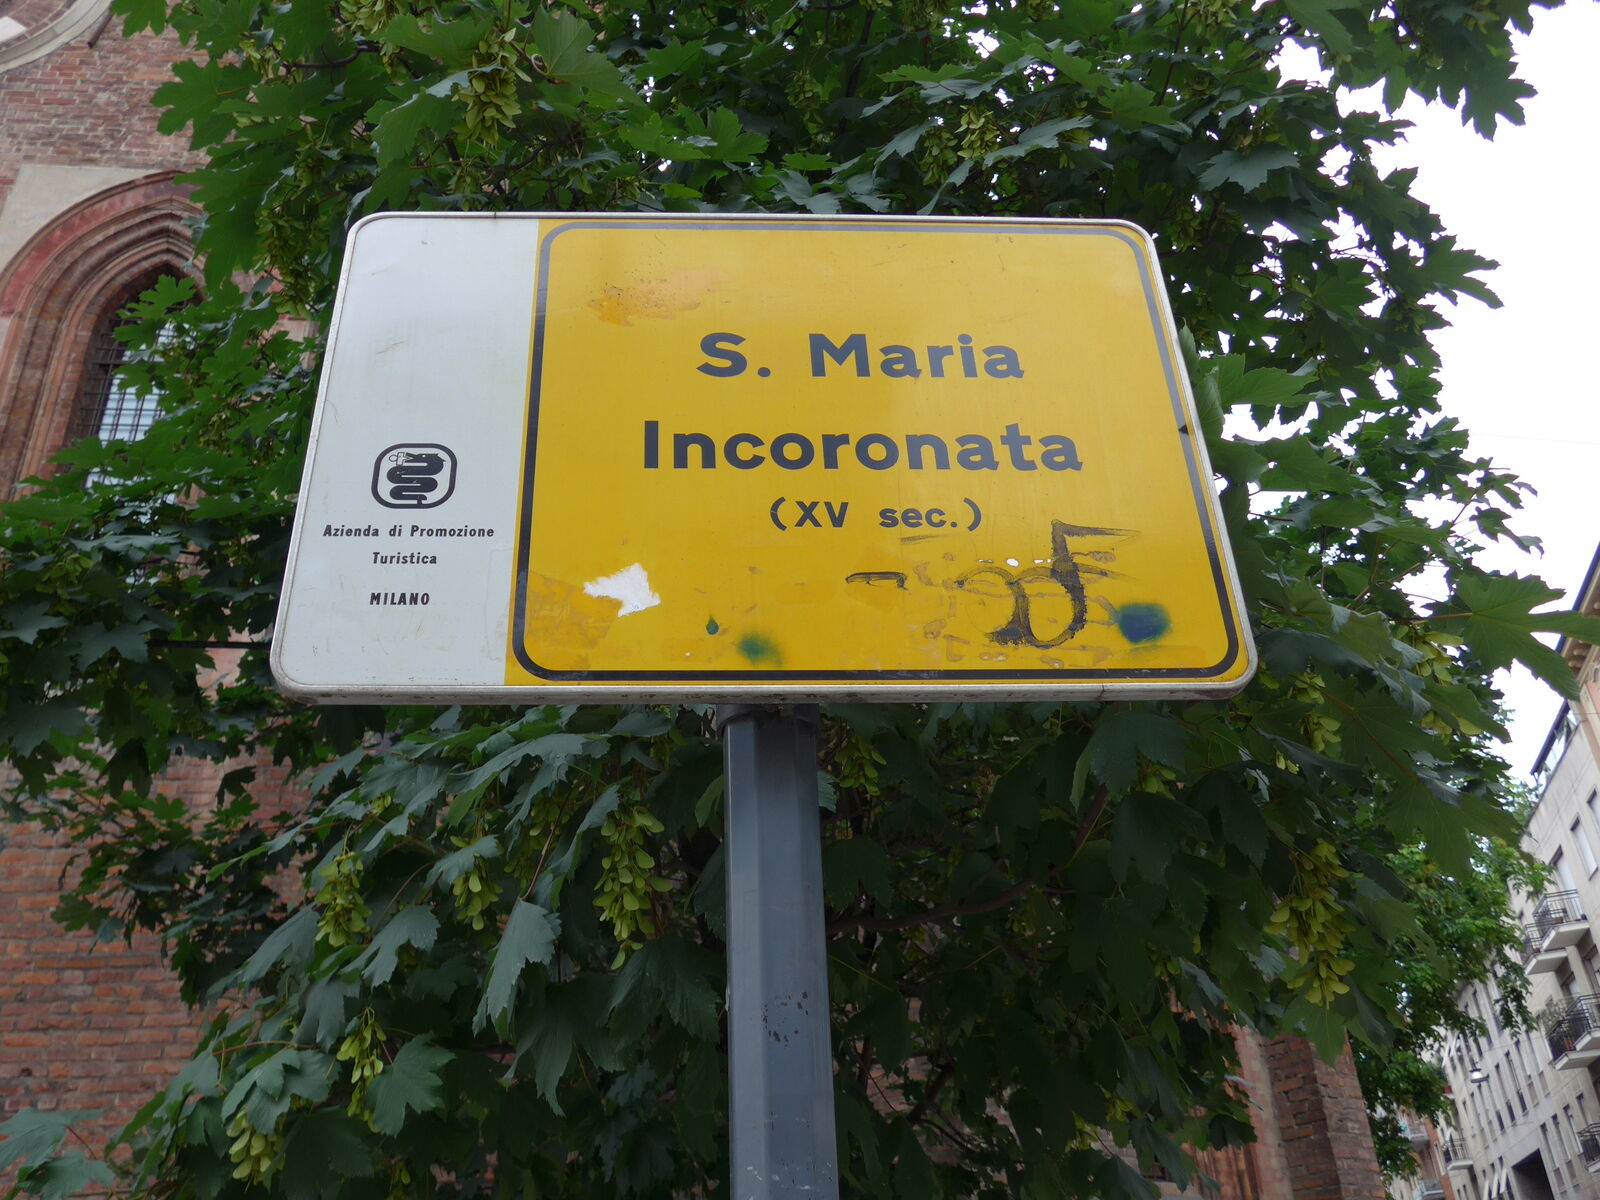 S. Maria
Incoronata
(XV sec.)
Azienda di Promozione
Turistica
MILANO